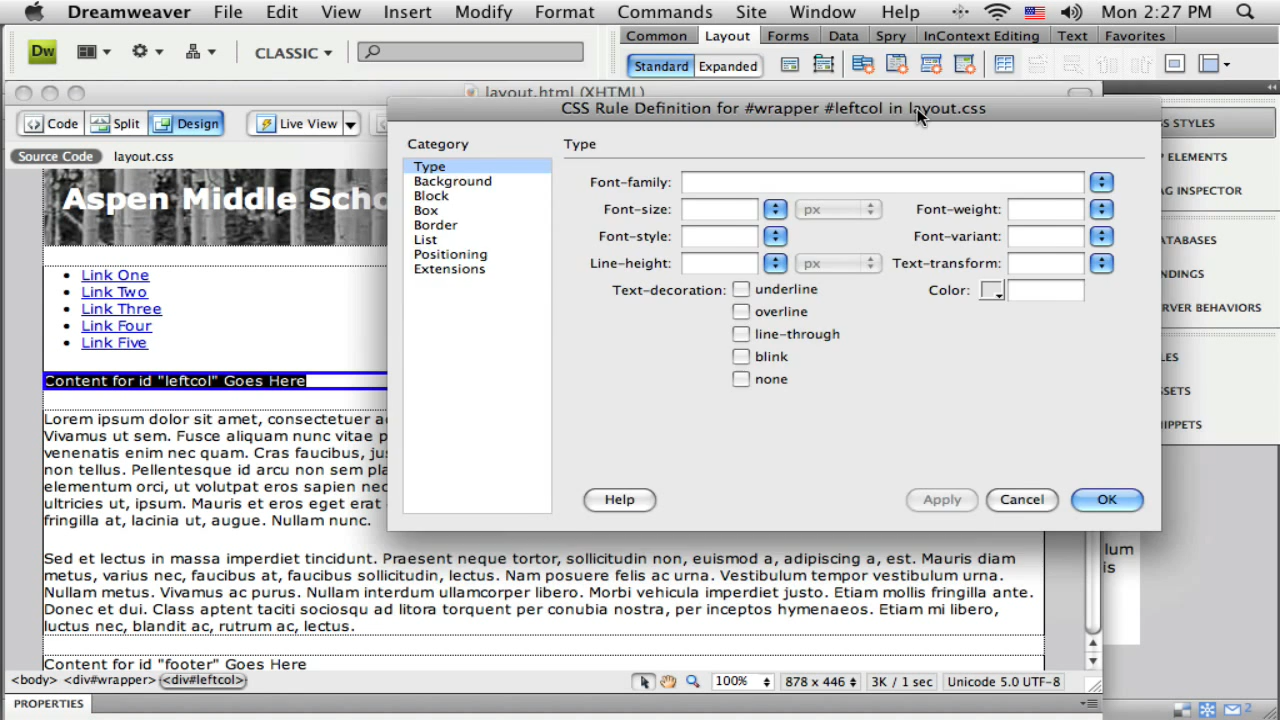 Dreamweaver File Edit View Insert Modify Format Commands Site Window Help Mon 2:27 PM
Dw CLASSIC
Common Layout Forms Data Spry InContext Editing Text Favorites
Standard Expanded
layout.html (XHTML)
Code Split Design Live View
Source Code layout.css
Aspen Middle Scho
Link One
Link Two
Link Three
Link Four
Link Five
Content for id "leftcol" Goes Here
Lorem ipsum dolor sit amet, consectetuer a
Vivamus ut sem. Fusce aliquam nunc vitae p
venenatis enim nec quam. Cras faucibus, jus
non tellus. Pellentesque id arcu non sem pla
elementum orci, ut volutpat eros sapien nec
ultricies ut, ipsum. Mauris et eros eget erat
fringilla at, lacinia ut, augue. Nullam nunc.
Sed et lectus in massa imperdiet tincidunt. Praesent neque tortor, sollicitudin non, euismod a, adipiscing a, est. Mauris diam
metus, varius nec, faucibus at, faucibus sollicitudin, lectus. Nam posuere felis ac urna. Vestibulum tempor vestibulum urna.
Nullam metus. Vivamus ac purus. Nullam interdum ullamcorper libero. Morbi vehicula imperdiet justo. Etiam mollis fringilla ante.
Donec et dui. Class aptent taciti sociosqu ad litora torquent per conubia nostra, per inceptos hymenaeos. Etiam mi libero,
luctus nec, blandit ac, rutrum ac, lectus.
Content for id "footer" Goes Here
CSS Rule Definition for #wrapper #leftcol in layout.css
Category
Type
Background
Block
Box
Border
List
Positioning
Extensions
Type
Font-family:
Font-size: px Font-weight:
Font-style: Font-variant:
Line-height: px Text-transform:
Text-decoration: underline Color:
overline
line-through
blink
none
Help Apply Cancel OK
S STYLES
P ELEMENTS
AG INSPECTOR
ATABASES
NDINGS
ERVER BEHAVIORS
LES
SSETS
NIPPETS
lum
is
<body> <div#wrapper> <div#leftcol> 100% 878 x 446 3K / 1 sec Unicode 5.0 UTF-8
PROPERTIES
2